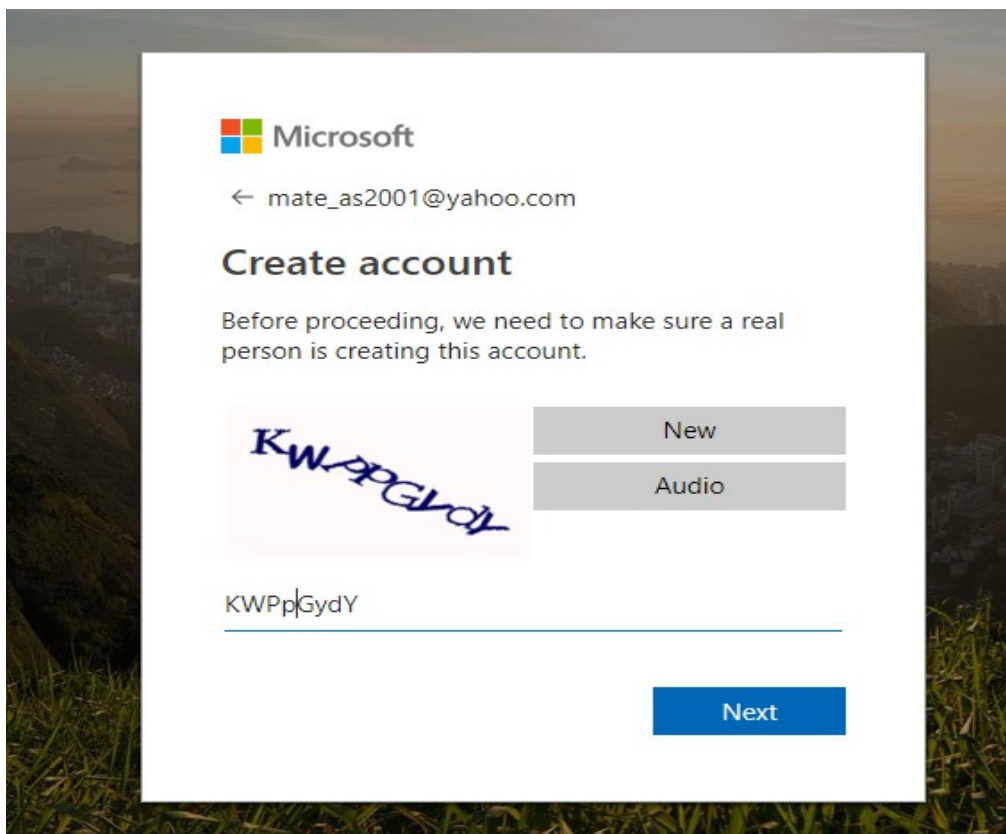 Microsoft
← mate_as2001@yahoo.com
Create account
Before proceeding, we need to make sure a real
person is creating this account.
New
Audio
KWPpGydY
Next